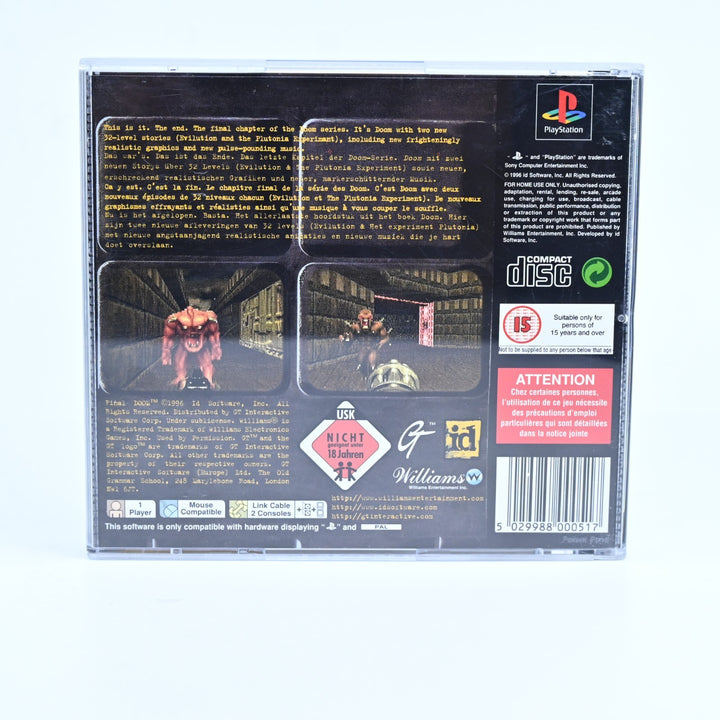 This is it. The end. The final chapter of the Doom series. It's Doom with two new
32-level stories (Evilution and the Plutonia Experimant), including new frighteningly
realistic graphics and new pulse-pounding music.
Das war's. Das ist das Ende. Das letzte Kapitel der Doom-Serie. Doom mit zwei
neuen Storys über 32 Levels (Evilution & The Plutonia Experiment) sowie neuen,
erschreckend realistischen Grafiken und neuer, markerschütternder Musik.
Ca y est. C'est la fin. Le chapitre final de la série des Doom. C'est Doom avec deux
nouveaux épisodes de 32 niveaux chacun (Evilution et The Plutonia Experiment). De nouveaux
graphismes effrayants et réalistes ainsi qu'une musique à vous couper le souffle.
Nu is het afgelopen. Basta. Het allerlaatste hoofdstuk uit het boek Doom. Hier
zijn twee nieuwe afleveringen van 32 levels (Evilution & Het experiment Plutonia)
met nieuwe angstaanjagend realistische animaties en nieuwe muziek die je hart
doet overslaan.
PlayStation
"PS" and "PlayStation" are trademarks of
Sony Computer Entertainment Inc.
© 1996 id Software, Inc. All Rights Reserved.
FOR HOME USE ONLY. Unauthorised copying,
adaptation, rental, lending, re-sale, arcade
use, charging for use, broadcast, cable
transmission, public performance, distribution
or extraction of this product or any
trademark or copyright work that forms part
of this product are prohibited. Published by
Williams Entertainment, Inc. Developed by id
Software, Inc.
COMPACT
disc
15
Suitable only for
persons of
15 years and over
Not to be supplied to any person below that age
ATTENTION
Chez certaines personnes,
l'utilisation de ce jeu nécessite
des précautions d'emploi
particulières qui sont détaillées
dans la notice jointe
Final DOOM™ ©1996 Id Software, Inc. All
Rights Reserved. Distributed by GT Interactive
Software Corp. Under sublicense. Williams® is
a Registered Trademark of Williams Electronics
Games, Inc. Used by Permission. GT™ and the
GT logo™ are trademarks of GT Interactive
Software Corp. All other trademarks are the
property of their respective owners. GT
Interactive Software (Europe) Ltd. The Old
Grammar School, 248 Marylebone Road, London
NW1 6JT.
USK
NICHT
geeignet unter
18 Jahren
GT™
id
Williams
Williams Entertainment Inc.
http://www.williamsentertainment.com
http://www.idsoftware.com
http://gtinteractive.com
1
Player
Mouse
Compatible
Link Cable
2 Consoles
This software is only compatible with hardware displaying "PS" and PAL
5 029988 000517